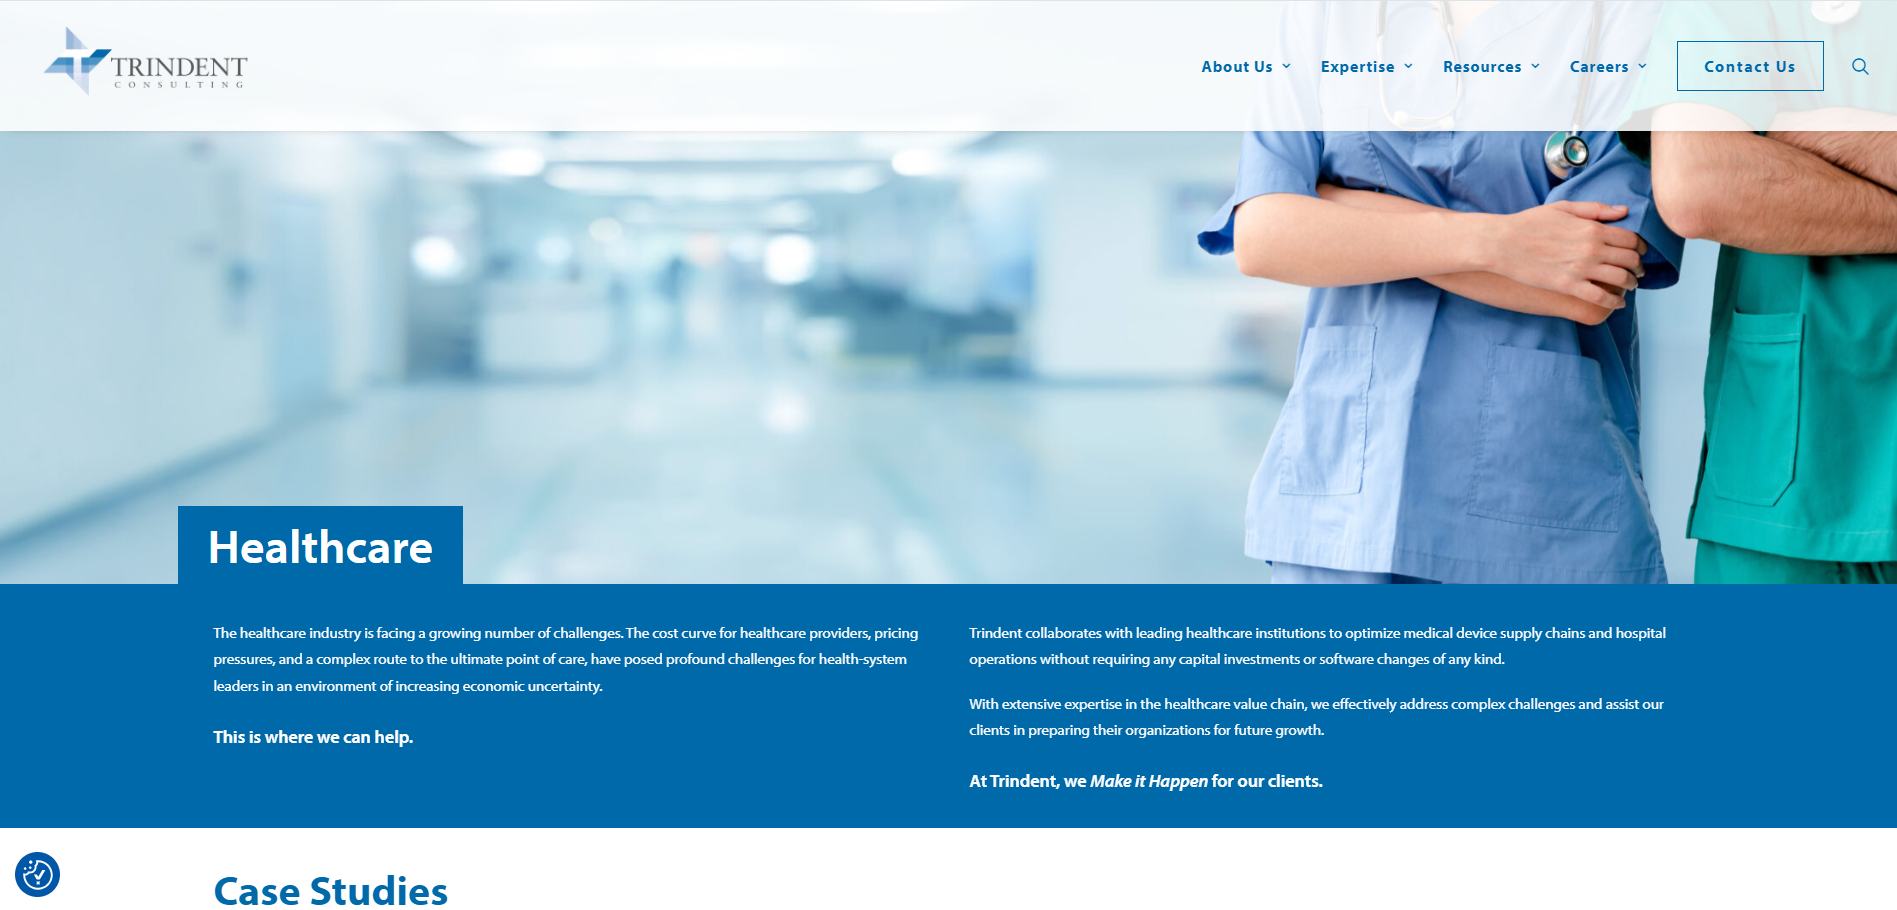 TRINDENT
CONSULTING
About Us
Expertise
Resources
Careers
Contact Us
Healthcare
The healthcare industry is facing a growing number of challenges. The cost curve for healthcare providers, pricing
pressures, and a complex route to the ultimate point of care, have posed profound challenges for health-system
leaders in an environment of increasing economic uncertainty.
This is where we can help.
Trindent collaborates with leading healthcare institutions to optimize medical device supply chains and hospital
operations without requiring any capital investments or software changes of any kind.
With extensive expertise in the healthcare value chain, we effectively address complex challenges and assist our
clients in preparing their organizations for future growth.
At Trindent, we Make it Happen for our clients.
Case Studies